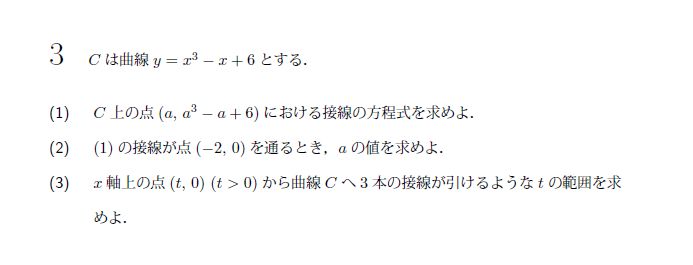 3 C は曲線 y = x³ − x + 6 とする．
(1) C 上の点 (a, a³ − a + 6) における接線の方程式を求めよ．
(2) (1) の接線が点 (−2, 0) を通るとき，a の値を求めよ．
(3) x 軸上の点 (t, 0) (t > 0) から曲線 C へ 3 本の接線が引けるような t の範囲を求
めよ．